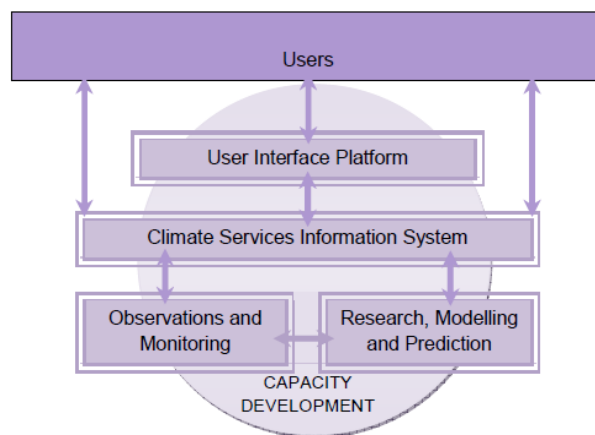 Users
User Interface Platform
Climate Services Information System
Observations and
Monitoring
Research, Modelling
and Prediction
CAPACITY
DEVELOPMENT